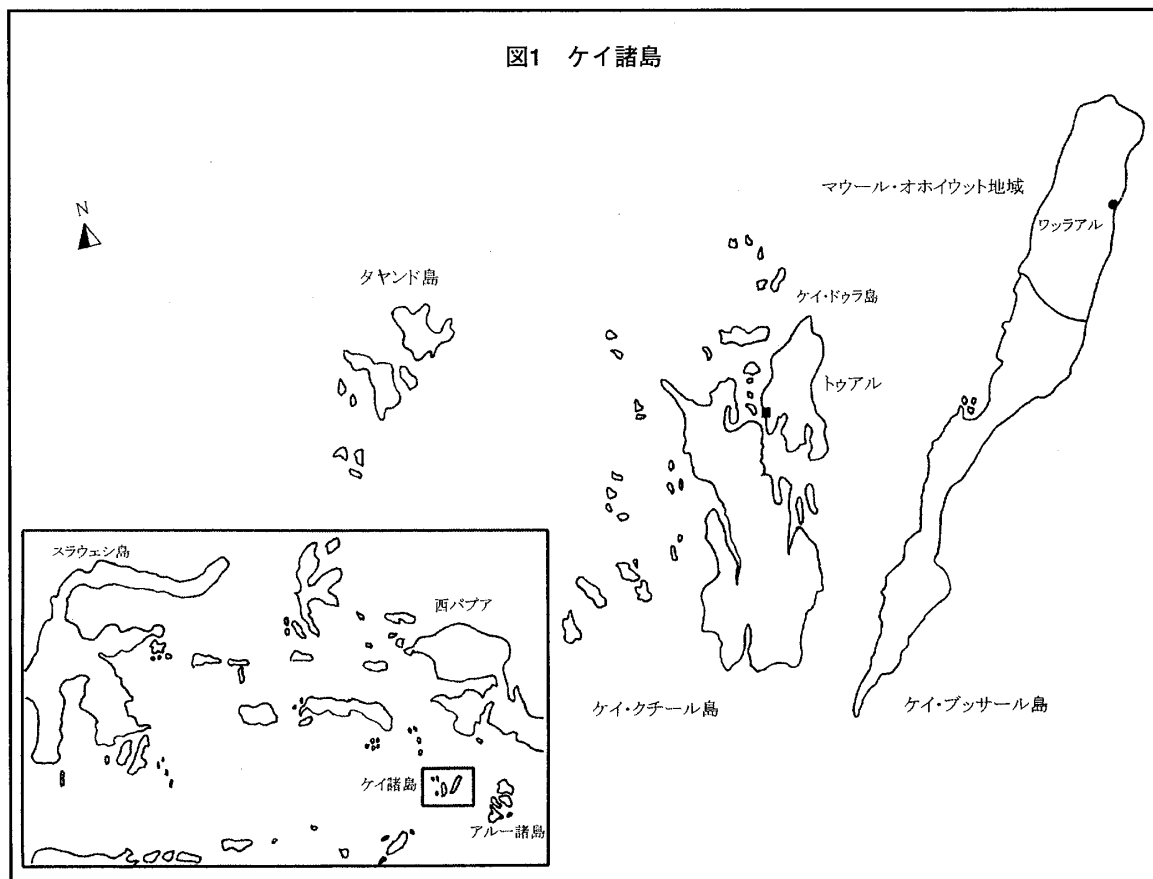 図1 ケイ諸島
マウール・オホイウット地域
ワッラアル
N
タヤンド島
ケイ・ドゥラ島
トゥアル
スラウェシ島
西パプア
ケイ・クチール島
ケイ・ブッサール島
ケイ諸島
アルー諸島